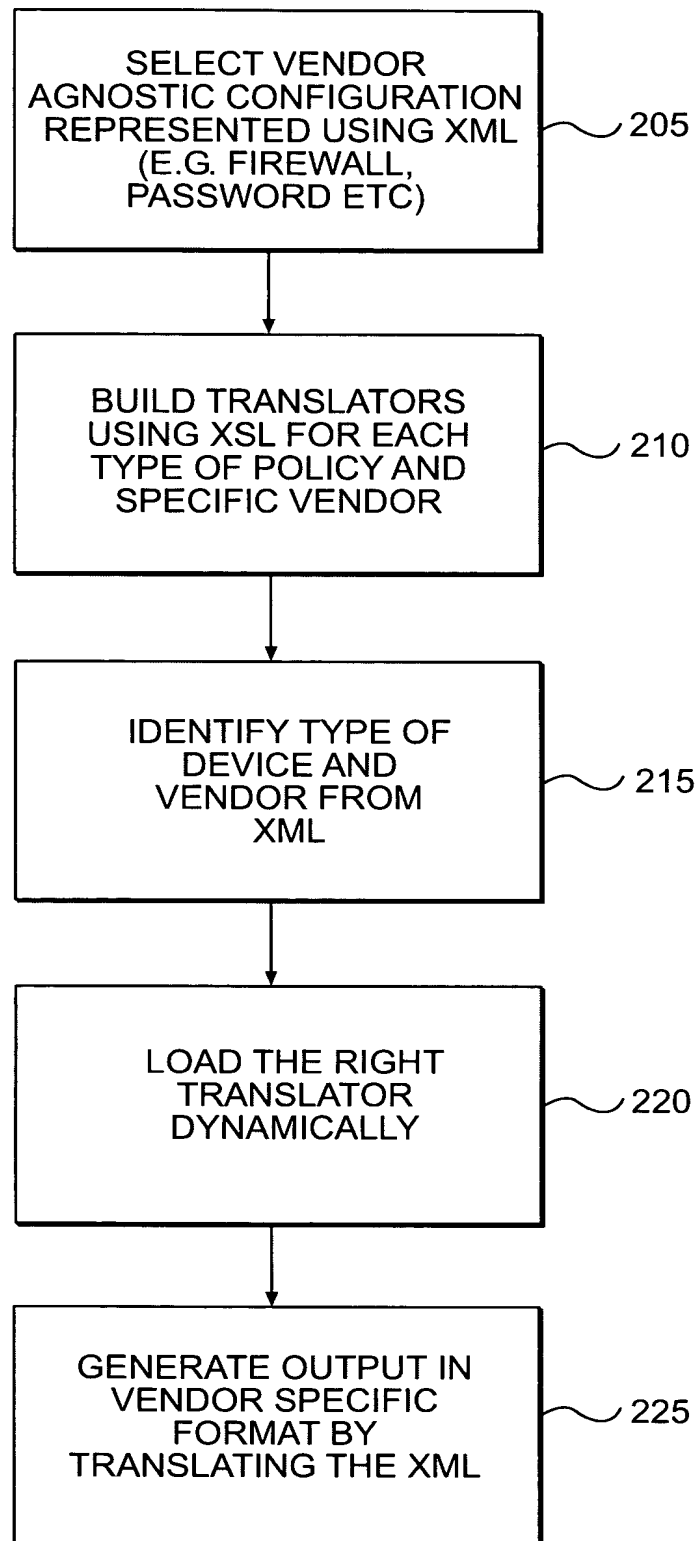 SELECT VENDOR
AGNOSTIC CONFIGURATION
REPRESENTED USING XML
(E.G. FIREWALL,
PASSWORD ETC)
205
BUILD TRANSLATORS
USING XSL FOR EACH
TYPE OF POLICY AND
SPECIFIC VENDOR
210
IDENTIFY TYPE OF
DEVICE AND
VENDOR FROM
XML
215
LOAD THE RIGHT
TRANSLATOR
DYNAMICALLY
220
GENERATE OUTPUT IN
VENDOR SPECIFIC
FORMAT BY
TRANSLATING THE XML
225